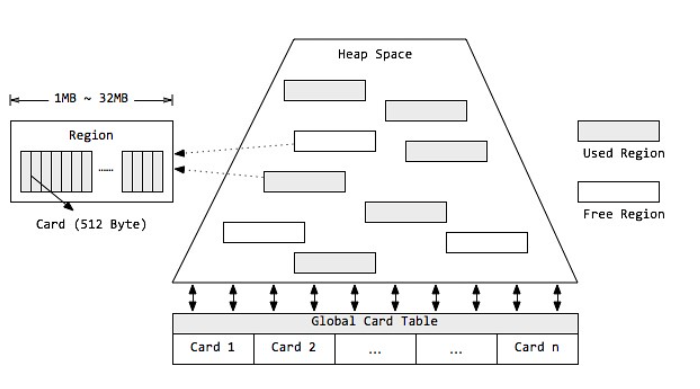 Heap Space
1MB ~ 32MB
Region
......
Card (512 Byte)
Used Region
Free Region
Global Card Table
Card 1 Card 2 ... ... Card n